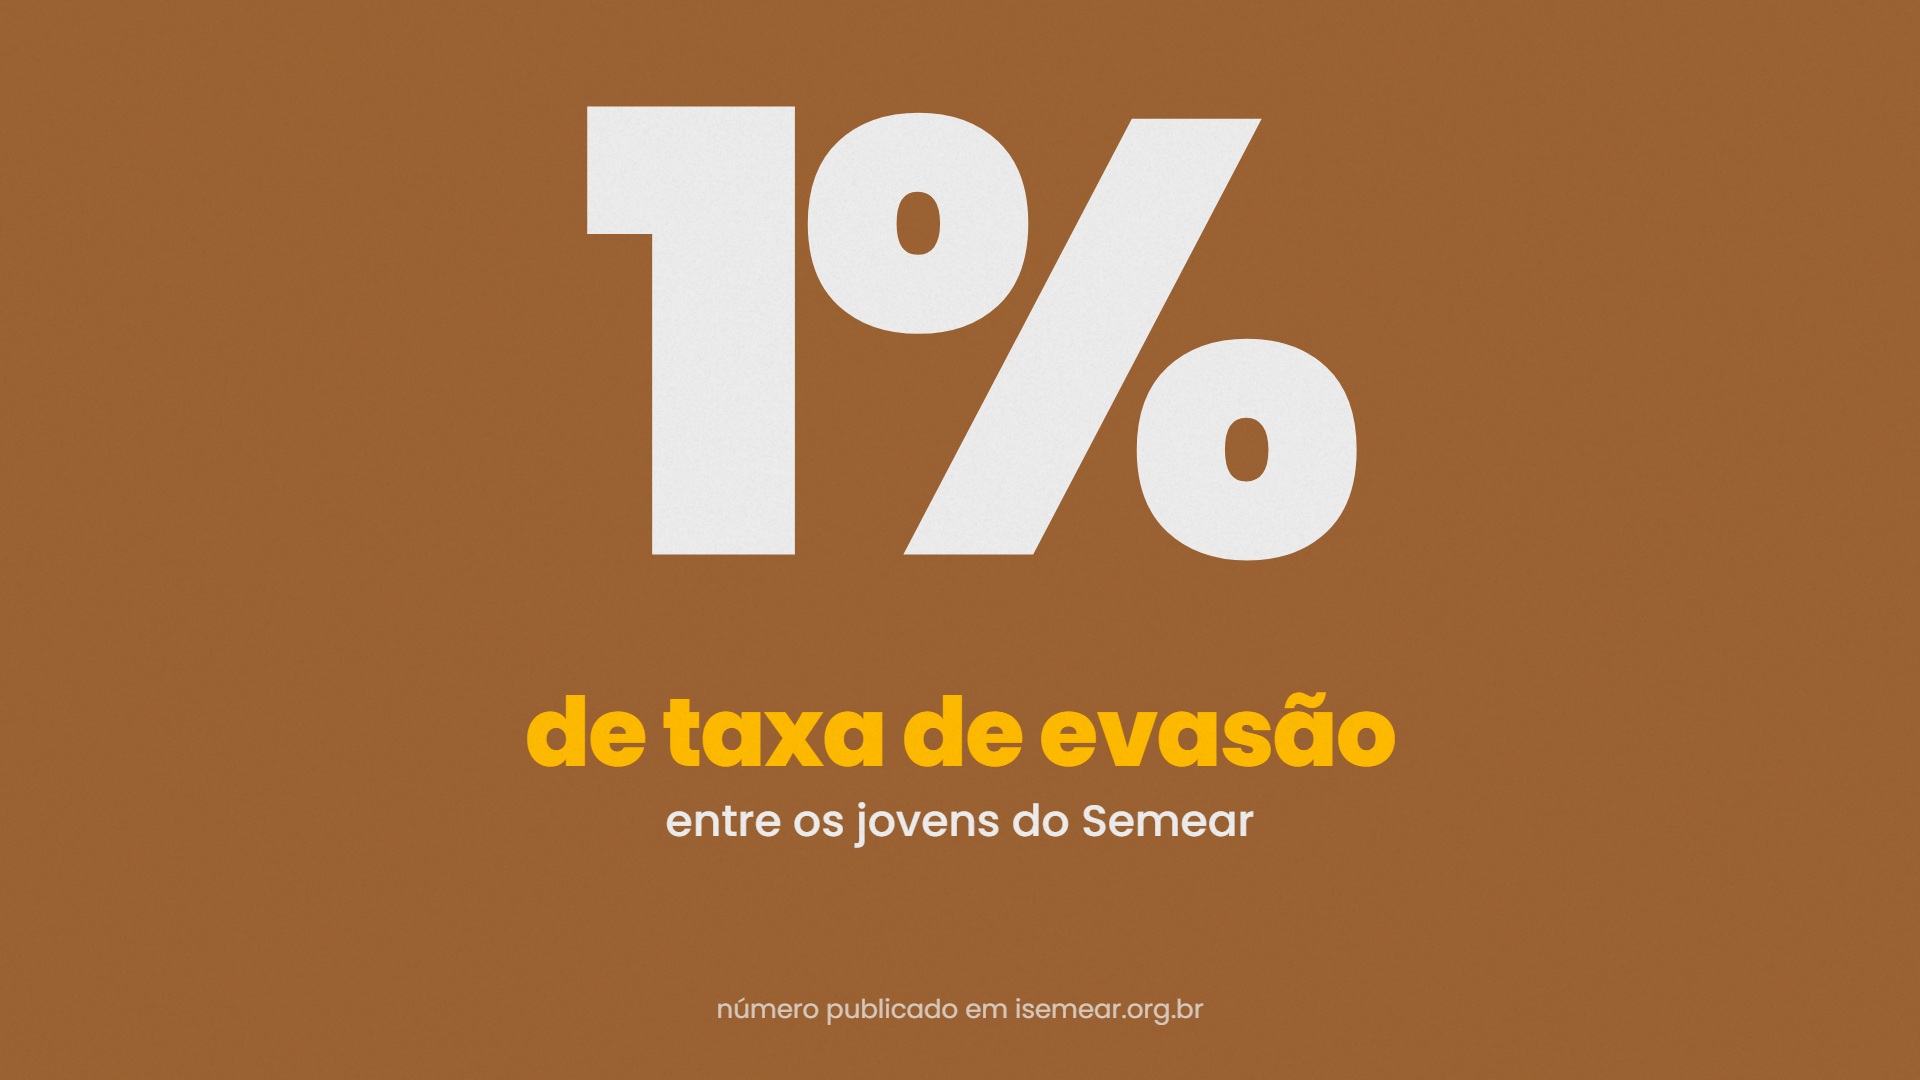 1%
de taxa de evasão
entre os jovens do Semear
número publicado em isemear.org.br